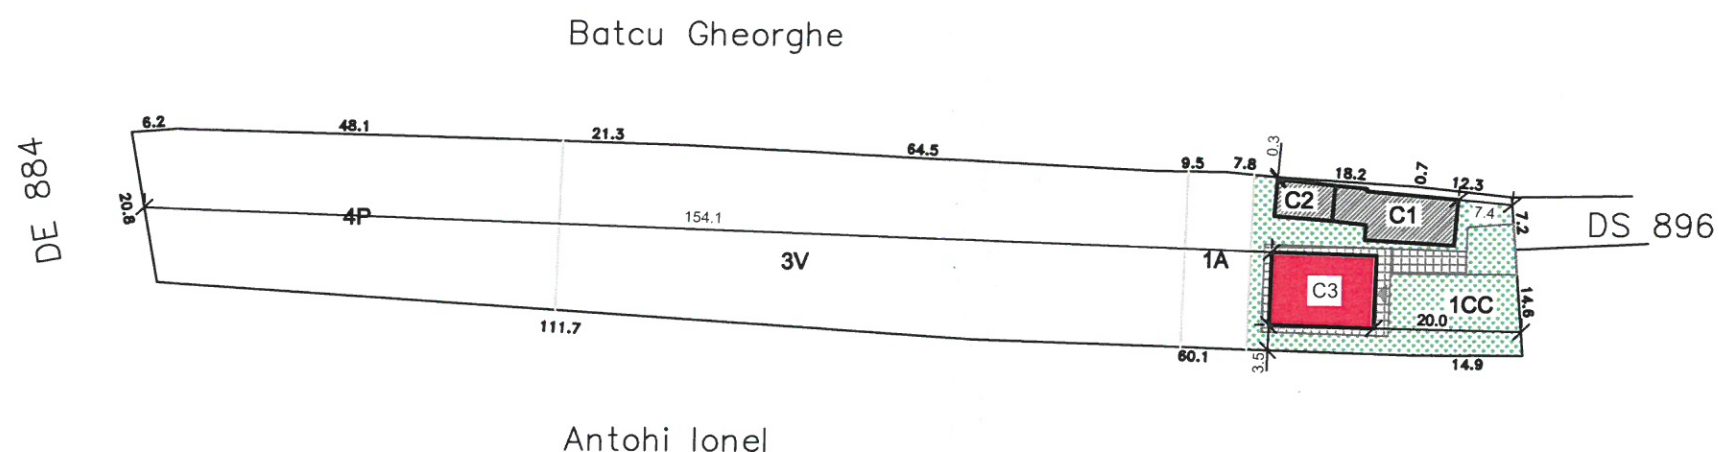 Batcu Gheorghe
DE 884
6.2
48.1
21.3
64.5
9.5
7.8
0.3
18.2
0.7
12.3
C2
C1
7.4
7.2
DS 896
20.8
4P
154.1
3V
1A
C3
1CC
14.6
20.0
111.7
60.1
3.5
14.9
Antohi Ionel